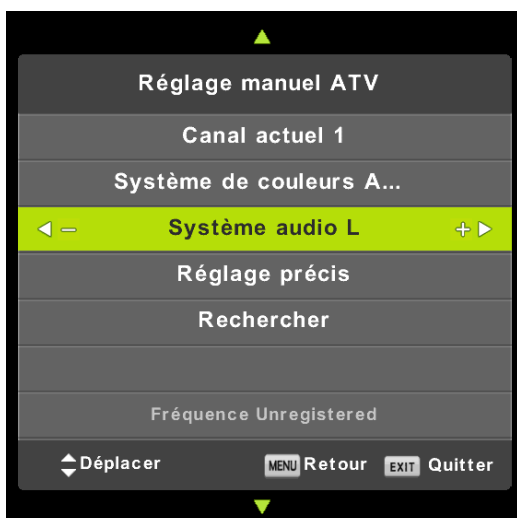 Réglage manuel ATV
Canal actuel 1
Système de couleurs A...
Système audio L
Réglage précis
Rechercher
Fréquence Unregistered
Déplacer MENU Retour EXIT Quitter